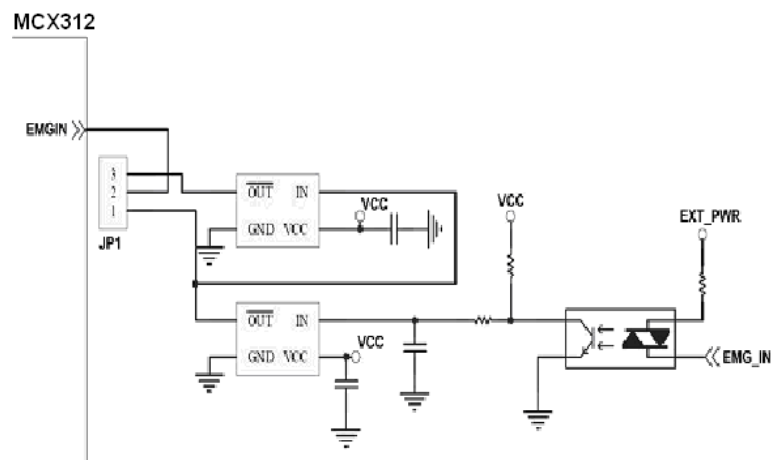 MCX312
EMGIN
3
2
1
JP1
OUT IN
GND VCC
VCC
VCC
EXT_PWR
OUT IN
GND VCC
VCC
EMG_IN